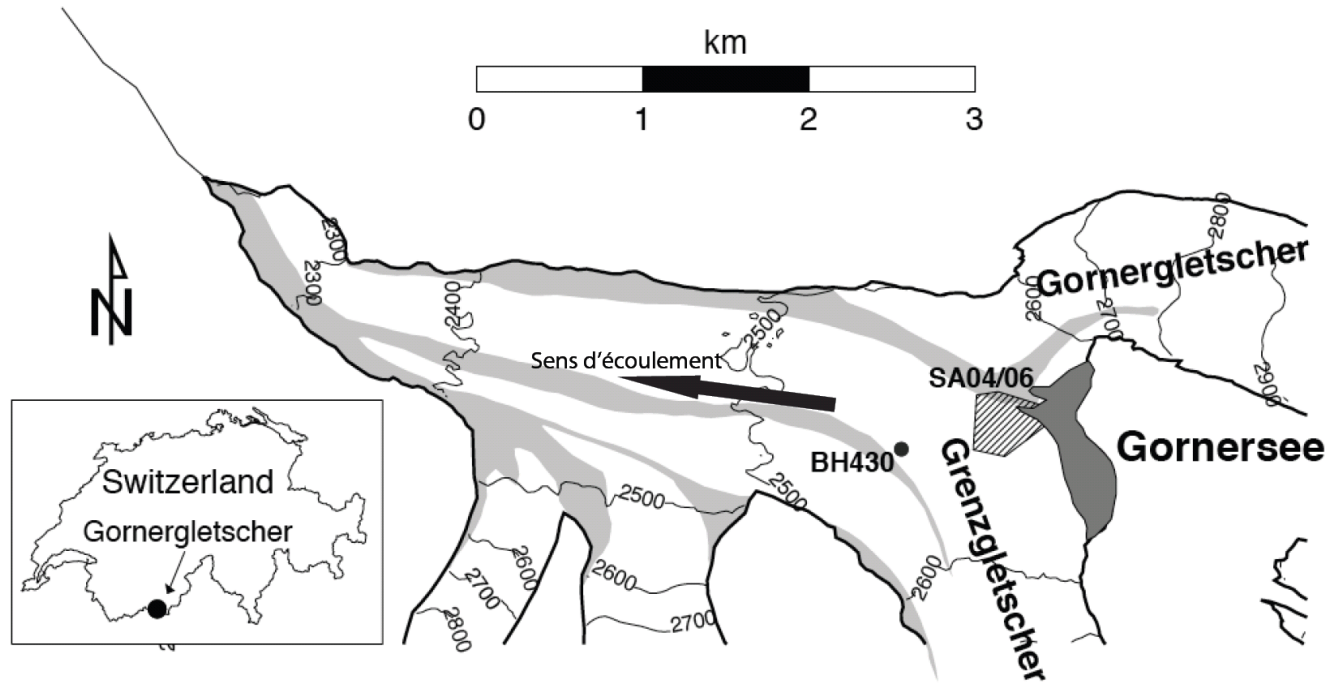 km
0 1 2 3
N
2300
2300
2400
2500
2600
2700
2800
2900
Gornergletscher
Sens d'écoulement
SA04/06
BH430
Gornersee
Grenzgletscher
2500
2500
2600
2600
2600
2700
2700
2800
Switzerland
Gornergletscher